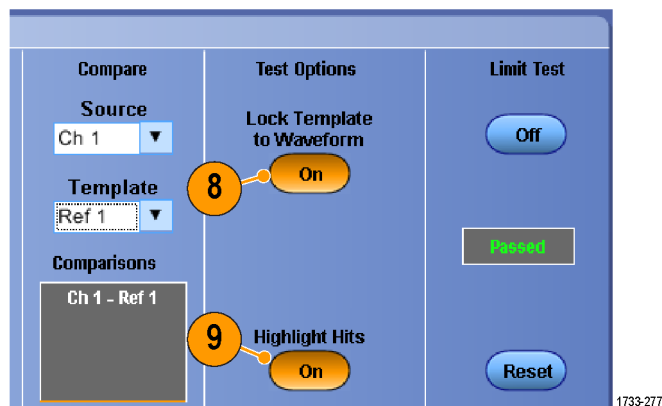 Compare
Source
Ch 1
Template
Ref 1
Comparisons
Ch 1 - Ref 1
Test Options
Lock Template
to Waveform
8
On
9
Highlight Hits
On
Limit Test
Off
Passed
Reset
1733-277